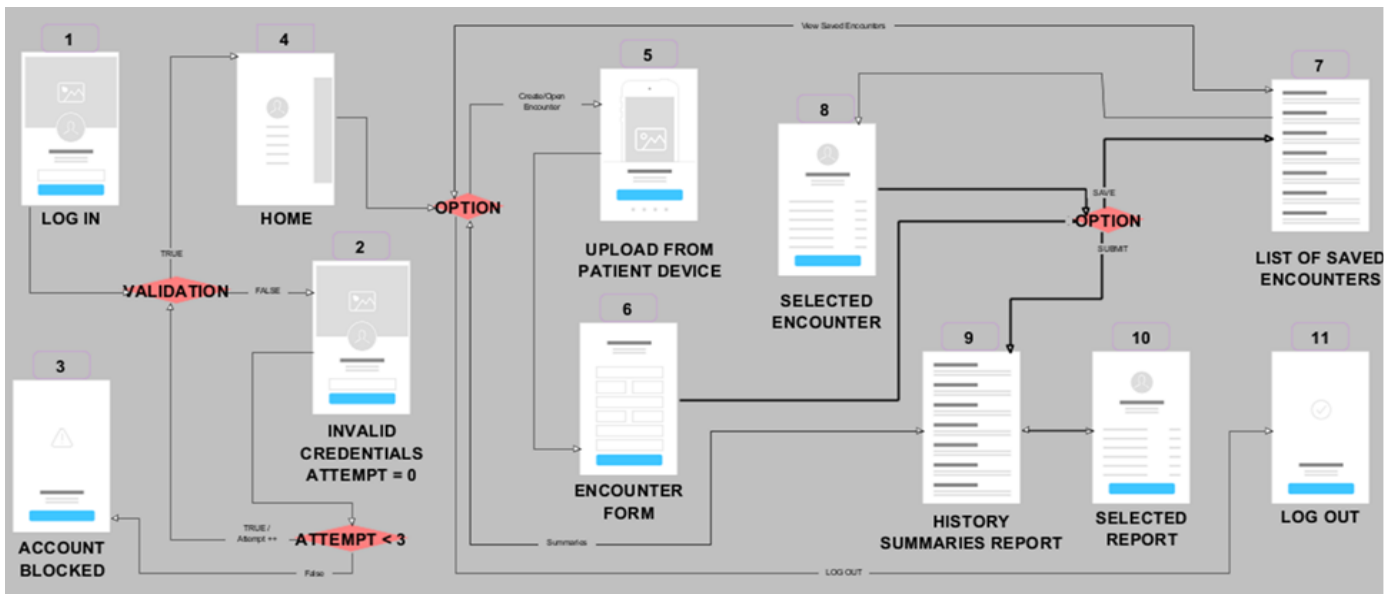 View Saved Encounters
1
4
5
7
8
Create/Open
Encounter
LOG IN
HOME
OPTION
SAVE
OPTION
SUBMIT
UPLOAD FROM
PATIENT DEVICE
LIST OF SAVED
ENCOUNTERS
TRUE
2
VALIDATION
FALSE
6
SELECTED
ENCOUNTER
3
9
10
11
INVALID
CREDENTIALS
ATTEMPT = 0
ENCOUNTER
FORM
HISTORY
SUMMARIES REPORT
SELECTED
REPORT
LOG OUT
TRUE /
Attempt ++
ATTEMPT < 3
Summaries
ACCOUNT
BLOCKED
False
LOG OUT